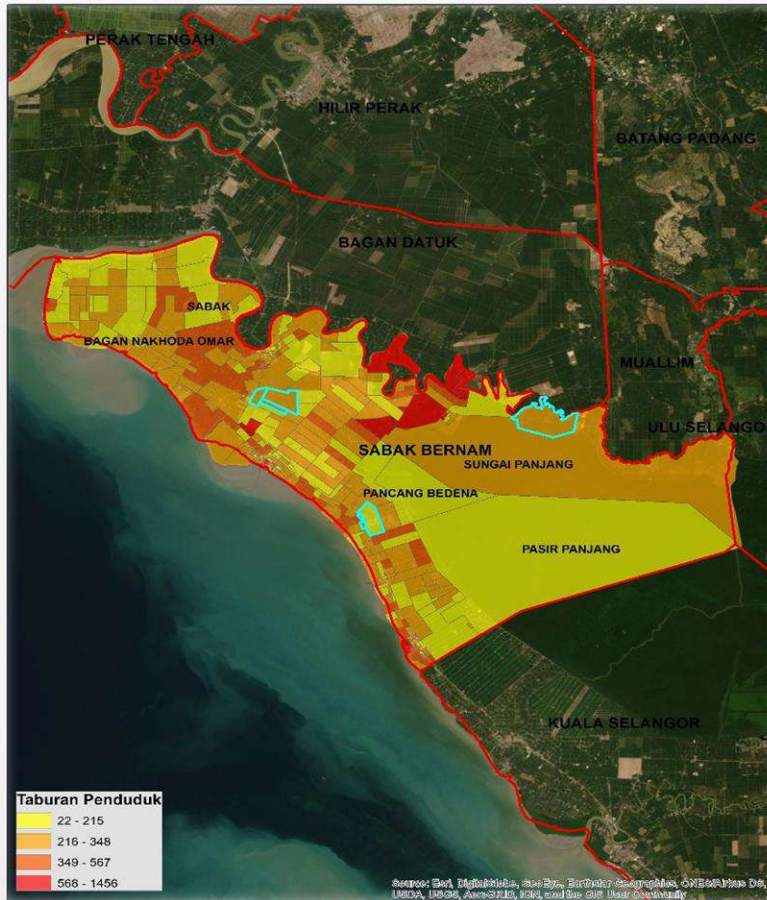 PERAK TENGAH
HILIR PERAK
BATANG PADANG
BAGAN DATUK
SABAK
BAGAN NAKHODA OMAR
MUALLIM
ULU SELANGO
SABAK BERNAM
SUNGAI PANJANG
PANCANG BEDENA
PASIR PANJANG
KUALA SELANGOR
Taburan Penduduk
22 - 215
216 - 348
349 - 567
568 - 1456
Source: Esri, DigitalGlobe, GeoEye, Earthstar Geographics, CNES/Airbus DS,
USDA, USGS, AeroGRID, IGN, and the GIS User Community